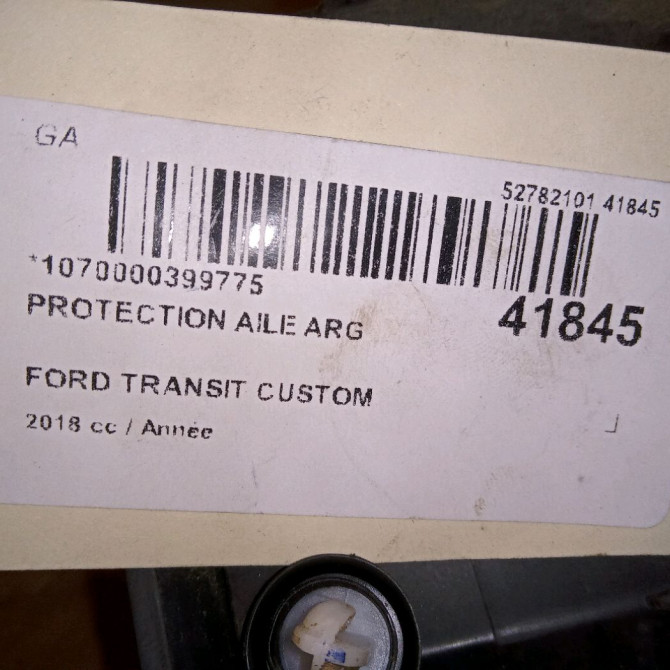 GA
52782101 41845
*1070000399775
41845
PROTECTION AILE ARG
FORD TRANSIT CUSTOM
2018 cc / Année